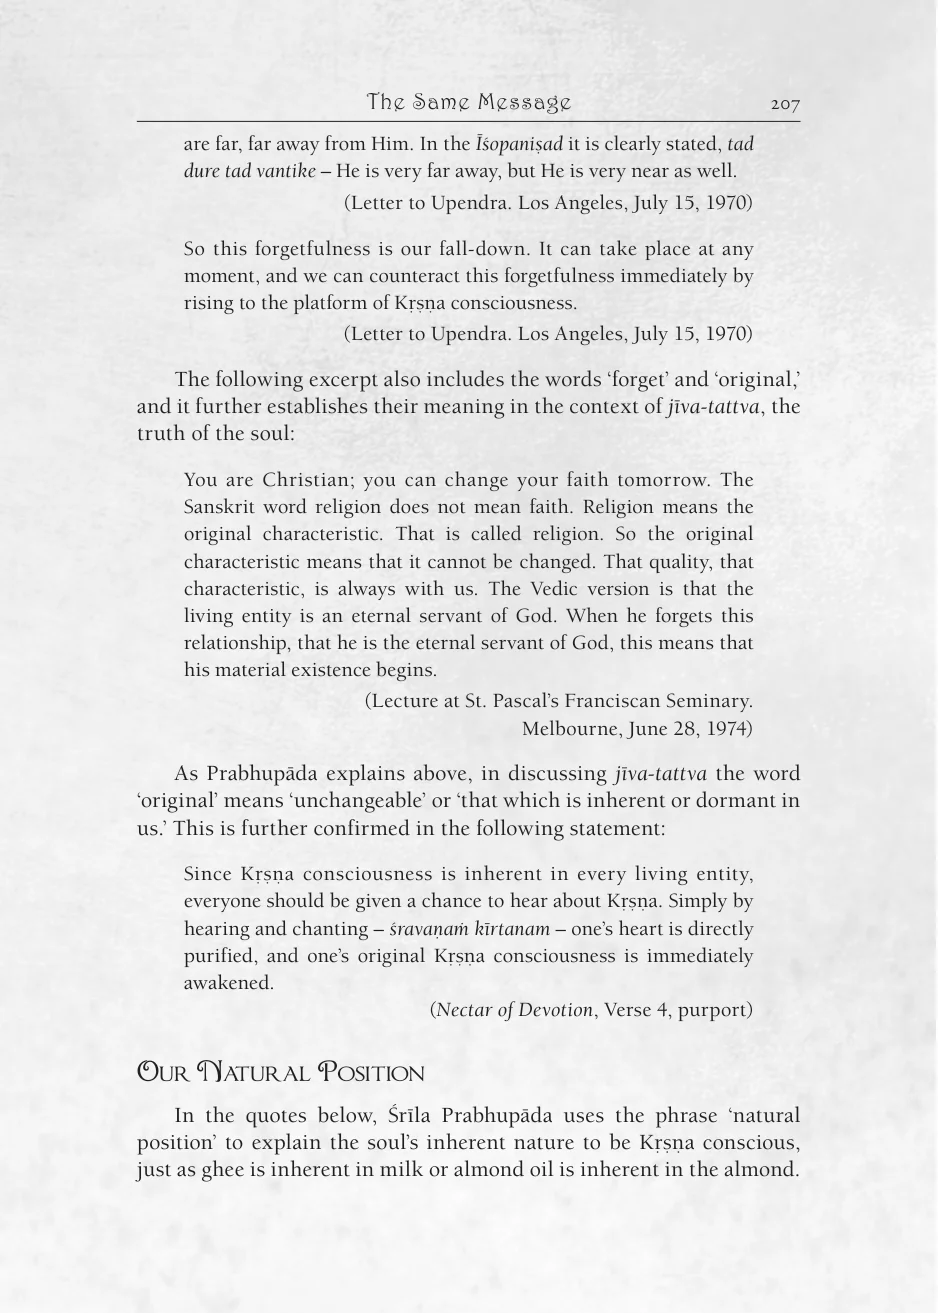 The Same Message 207
are far, far away from Him. In the Īśopaniṣad it is clearly stated, tad
dure tad vantike – He is very far away, but He is very near as well.
(Letter to Upendra. Los Angeles, July 15, 1970)
So this forgetfulness is our fall-down. It can take place at any
moment, and we can counteract this forgetfulness immediately by
rising to the platform of Kṛṣṇa consciousness.
(Letter to Upendra. Los Angeles, July 15, 1970)
The following excerpt also includes the words ‘forget’ and ‘original,’
and it further establishes their meaning in the context of jīva-tattva, the
truth of the soul:
You are Christian; you can change your faith tomorrow. The
Sanskrit word religion does not mean faith. Religion means the
original characteristic. That is called religion. So the original
characteristic means that it cannot be changed. That quality, that
characteristic, is always with us. The Vedic version is that the
living entity is an eternal servant of God. When he forgets this
relationship, that he is the eternal servant of God, this means that
his material existence begins.
(Lecture at St. Pascal’s Franciscan Seminary.
Melbourne, June 28, 1974)
As Prabhupāda explains above, in discussing jīva-tattva the word
‘original’ means ‘unchangeable’ or ‘that which is inherent or dormant in
us.’ This is further confirmed in the following statement:
Since Kṛṣṇa consciousness is inherent in every living entity,
everyone should be given a chance to hear about Kṛṣṇa. Simply by
hearing and chanting – śravaṇaṁ kīrtanam – one’s heart is directly
purified, and one’s original Kṛṣṇa consciousness is immediately
awakened.
(Nectar of Devotion, Verse 4, purport)
Our Natural Position
In the quotes below, Śrīla Prabhupāda uses the phrase ‘natural
position’ to explain the soul’s inherent nature to be Kṛṣṇa conscious,
just as ghee is inherent in milk or almond oil is inherent in the almond.